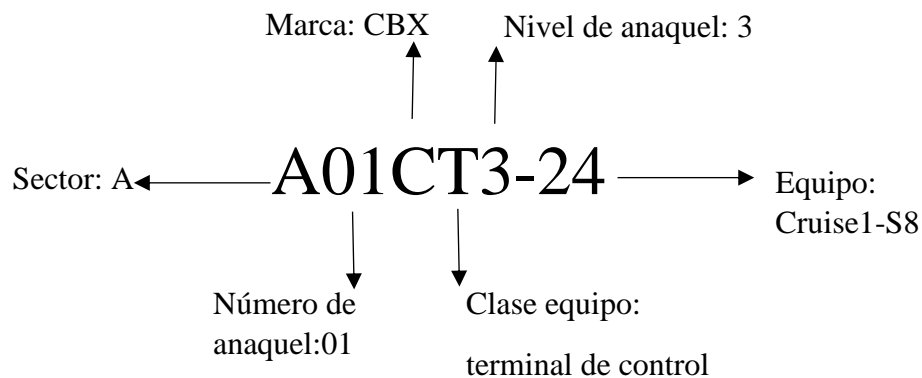 Marca: CBX
Nivel de anaquel: 3
A01CT3-24
Sector: A
Equipo:
Cruise1-S8
Número de
anaquel:01
Clase equipo:
terminal de control